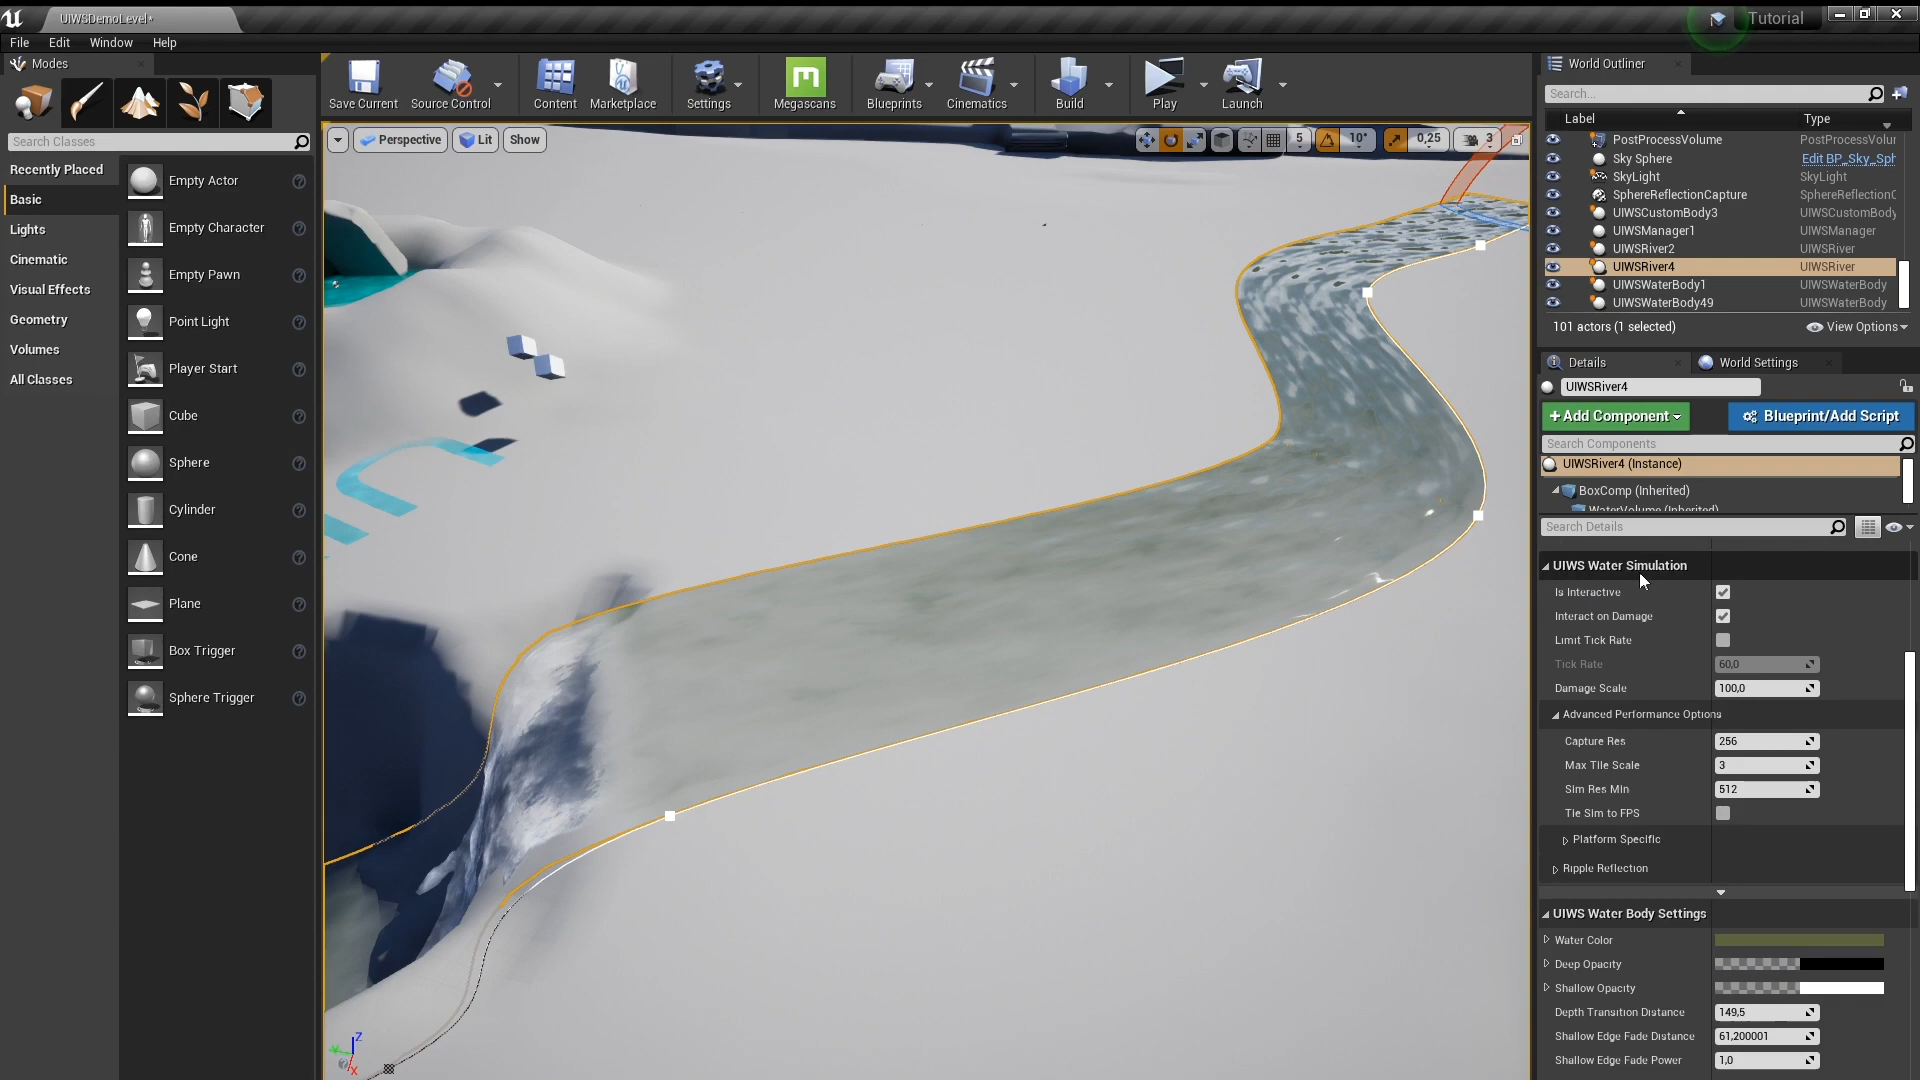 UIWSDemoLevel*
Tutorial
File Edit Window Help
Modes
Search Classes
Recently Placed
Basic
Lights
Cinematic
Visual Effects
Geometry
Volumes
All Classes
Empty Actor
Empty Character
Empty Pawn
Point Light
Player Start
Cube
Sphere
Cylinder
Cone
Plane
Box Trigger
Sphere Trigger
Save Current Source Control Content Marketplace Settings Megascans Blueprints Cinematics Build Play Launch
Perspective Lit Show
5 10° 0,25 3
Z
Y
X
World Outliner
Search...
Label Type
PostProcessVolume PostProcessVolur
Sky Sphere Edit BP_Sky_Sph
SkyLight SkyLight
SphereReflectionCapture SphereReflectionC
UIWSCustomBody3 UIWSCustomBody
UIWSManager1 UIWSManager
UIWSRiver2 UIWSRiver
UIWSRiver4 UIWSRiver
UIWSWaterBody1 UIWSWaterBody
UIWSWaterBody49 UIWSWaterBody
101 actors (1 selected) View Options
Details World Settings
UIWSRiver4
+Add Component Blueprint/Add Script
Search Components
UIWSRiver4 (Instance)
BoxComp (Inherited)
WaterVolume (Inherited)
Search Details
UIWS Water Simulation
Is Interactive
Interact on Damage
Limit Tick Rate
Tick Rate 60,0
Damage Scale 100,0
Advanced Performance Options
Capture Res 256
Max Tile Scale 3
Sim Res Min 512
Tie Sim to FPS
Platform Specific
Ripple Reflection
UIWS Water Body Settings
Water Color
Deep Opacity
Shallow Opacity
Depth Transition Distance 149,5
Shallow Edge Fade Distance 61,200001
Shallow Edge Fade Power 1,0